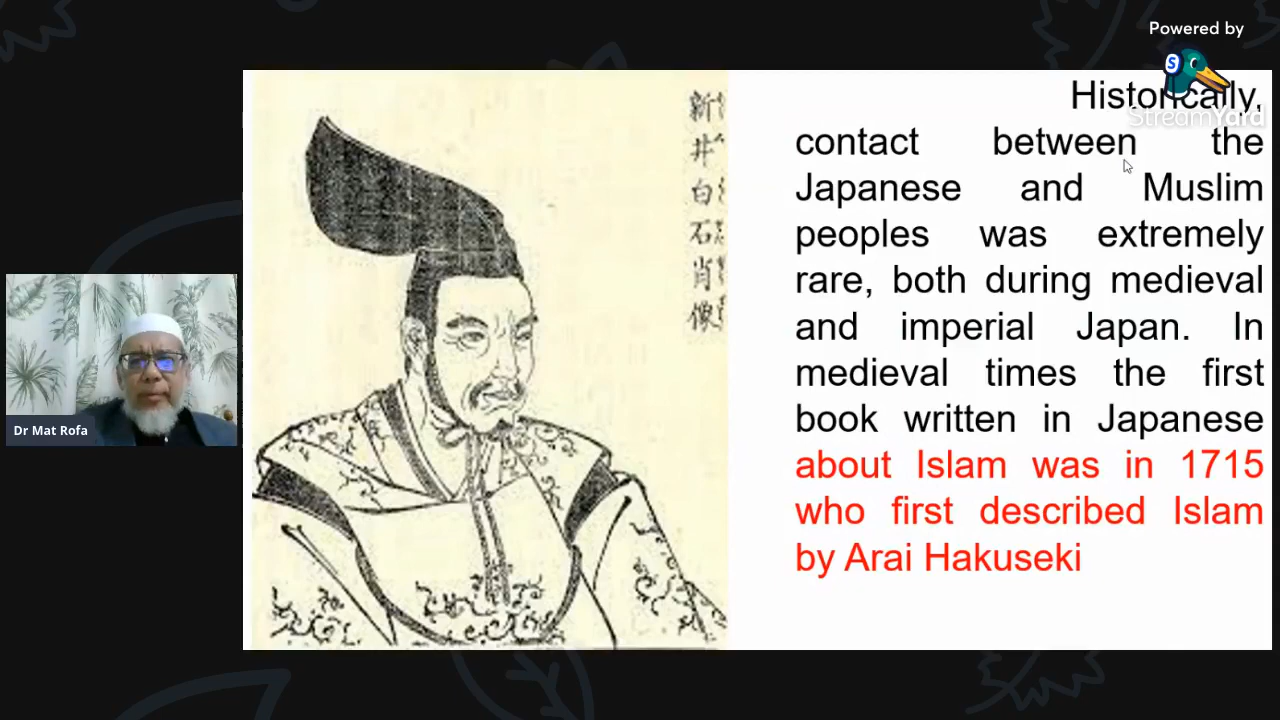 Powered by
StreamYard
新井白石肖像
Historically,
contact between the
Japanese and Muslim
peoples was extremely
rare, both during medieval
and imperial Japan. In
medieval times the first
book written in Japanese
about Islam was in 1715
who first described Islam
by Arai Hakuseki
Dr Mat Rofa